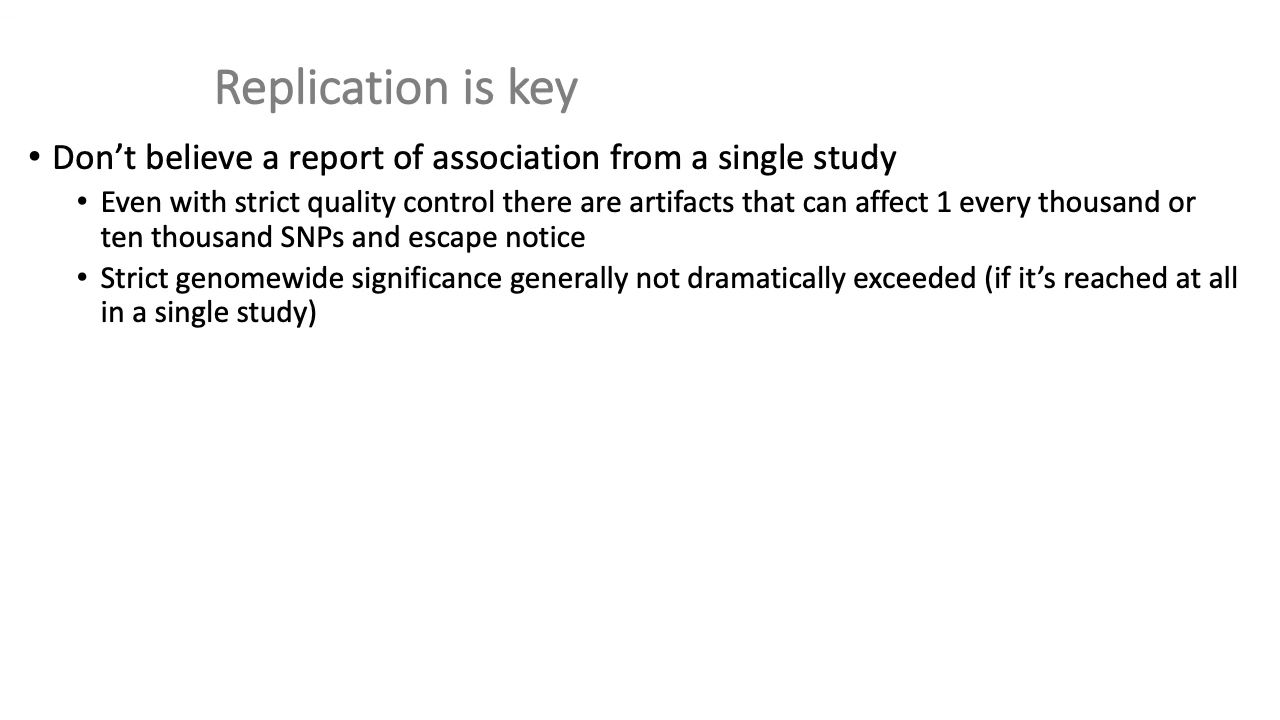 Replication is key
• Don’t believe a report of association from a single study
• Even with strict quality control there are artifacts that can affect 1 every thousand or
ten thousand SNPs and escape notice
• Strict genomewide significance generally not dramatically exceeded (if it’s reached at all
in a single study)